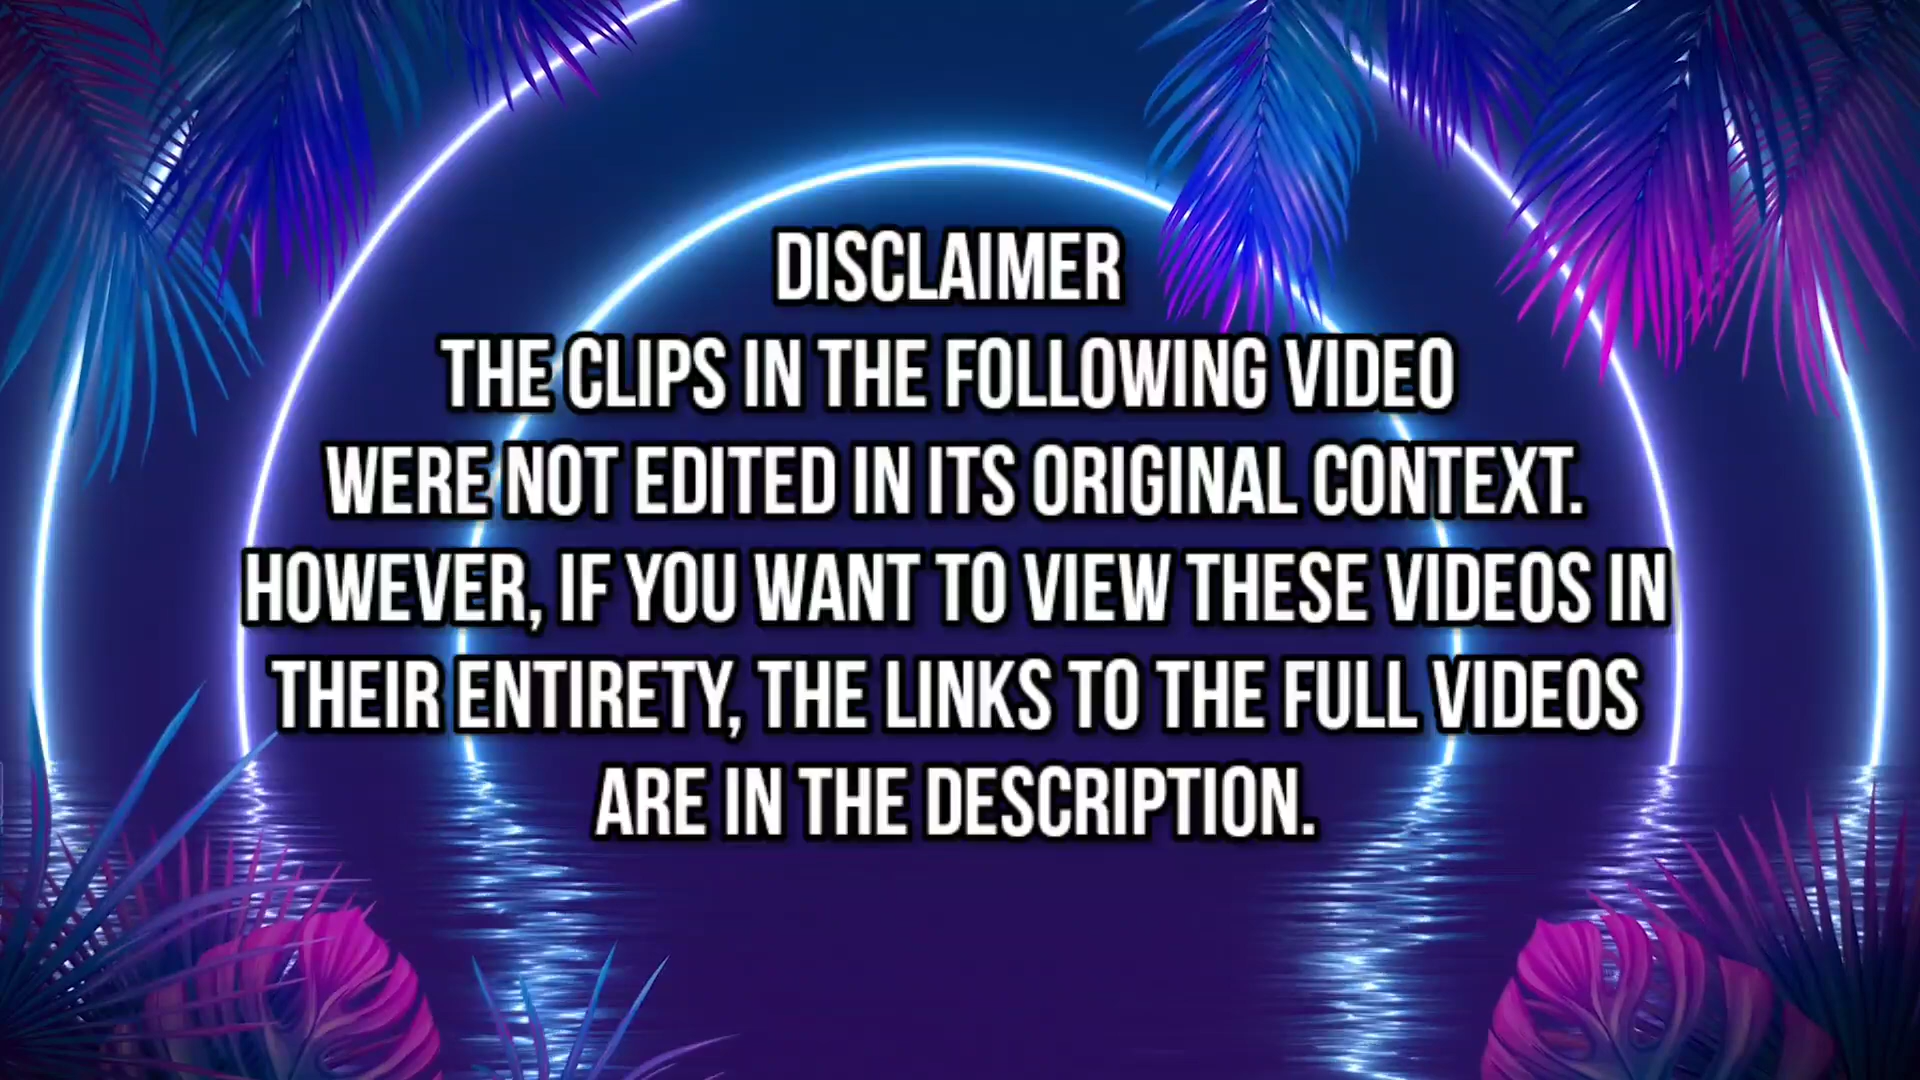 DISCLAIMER
THE CLIPS IN THE FOLLOWING VIDEO
WERE NOT EDITED IN ITS ORIGINAL CONTEXT.
HOWEVER, IF YOU WANT TO VIEW THESE VIDEOS IN
THEIR ENTIRETY, THE LINKS TO THE FULL VIDEOS
ARE IN THE DESCRIPTION.